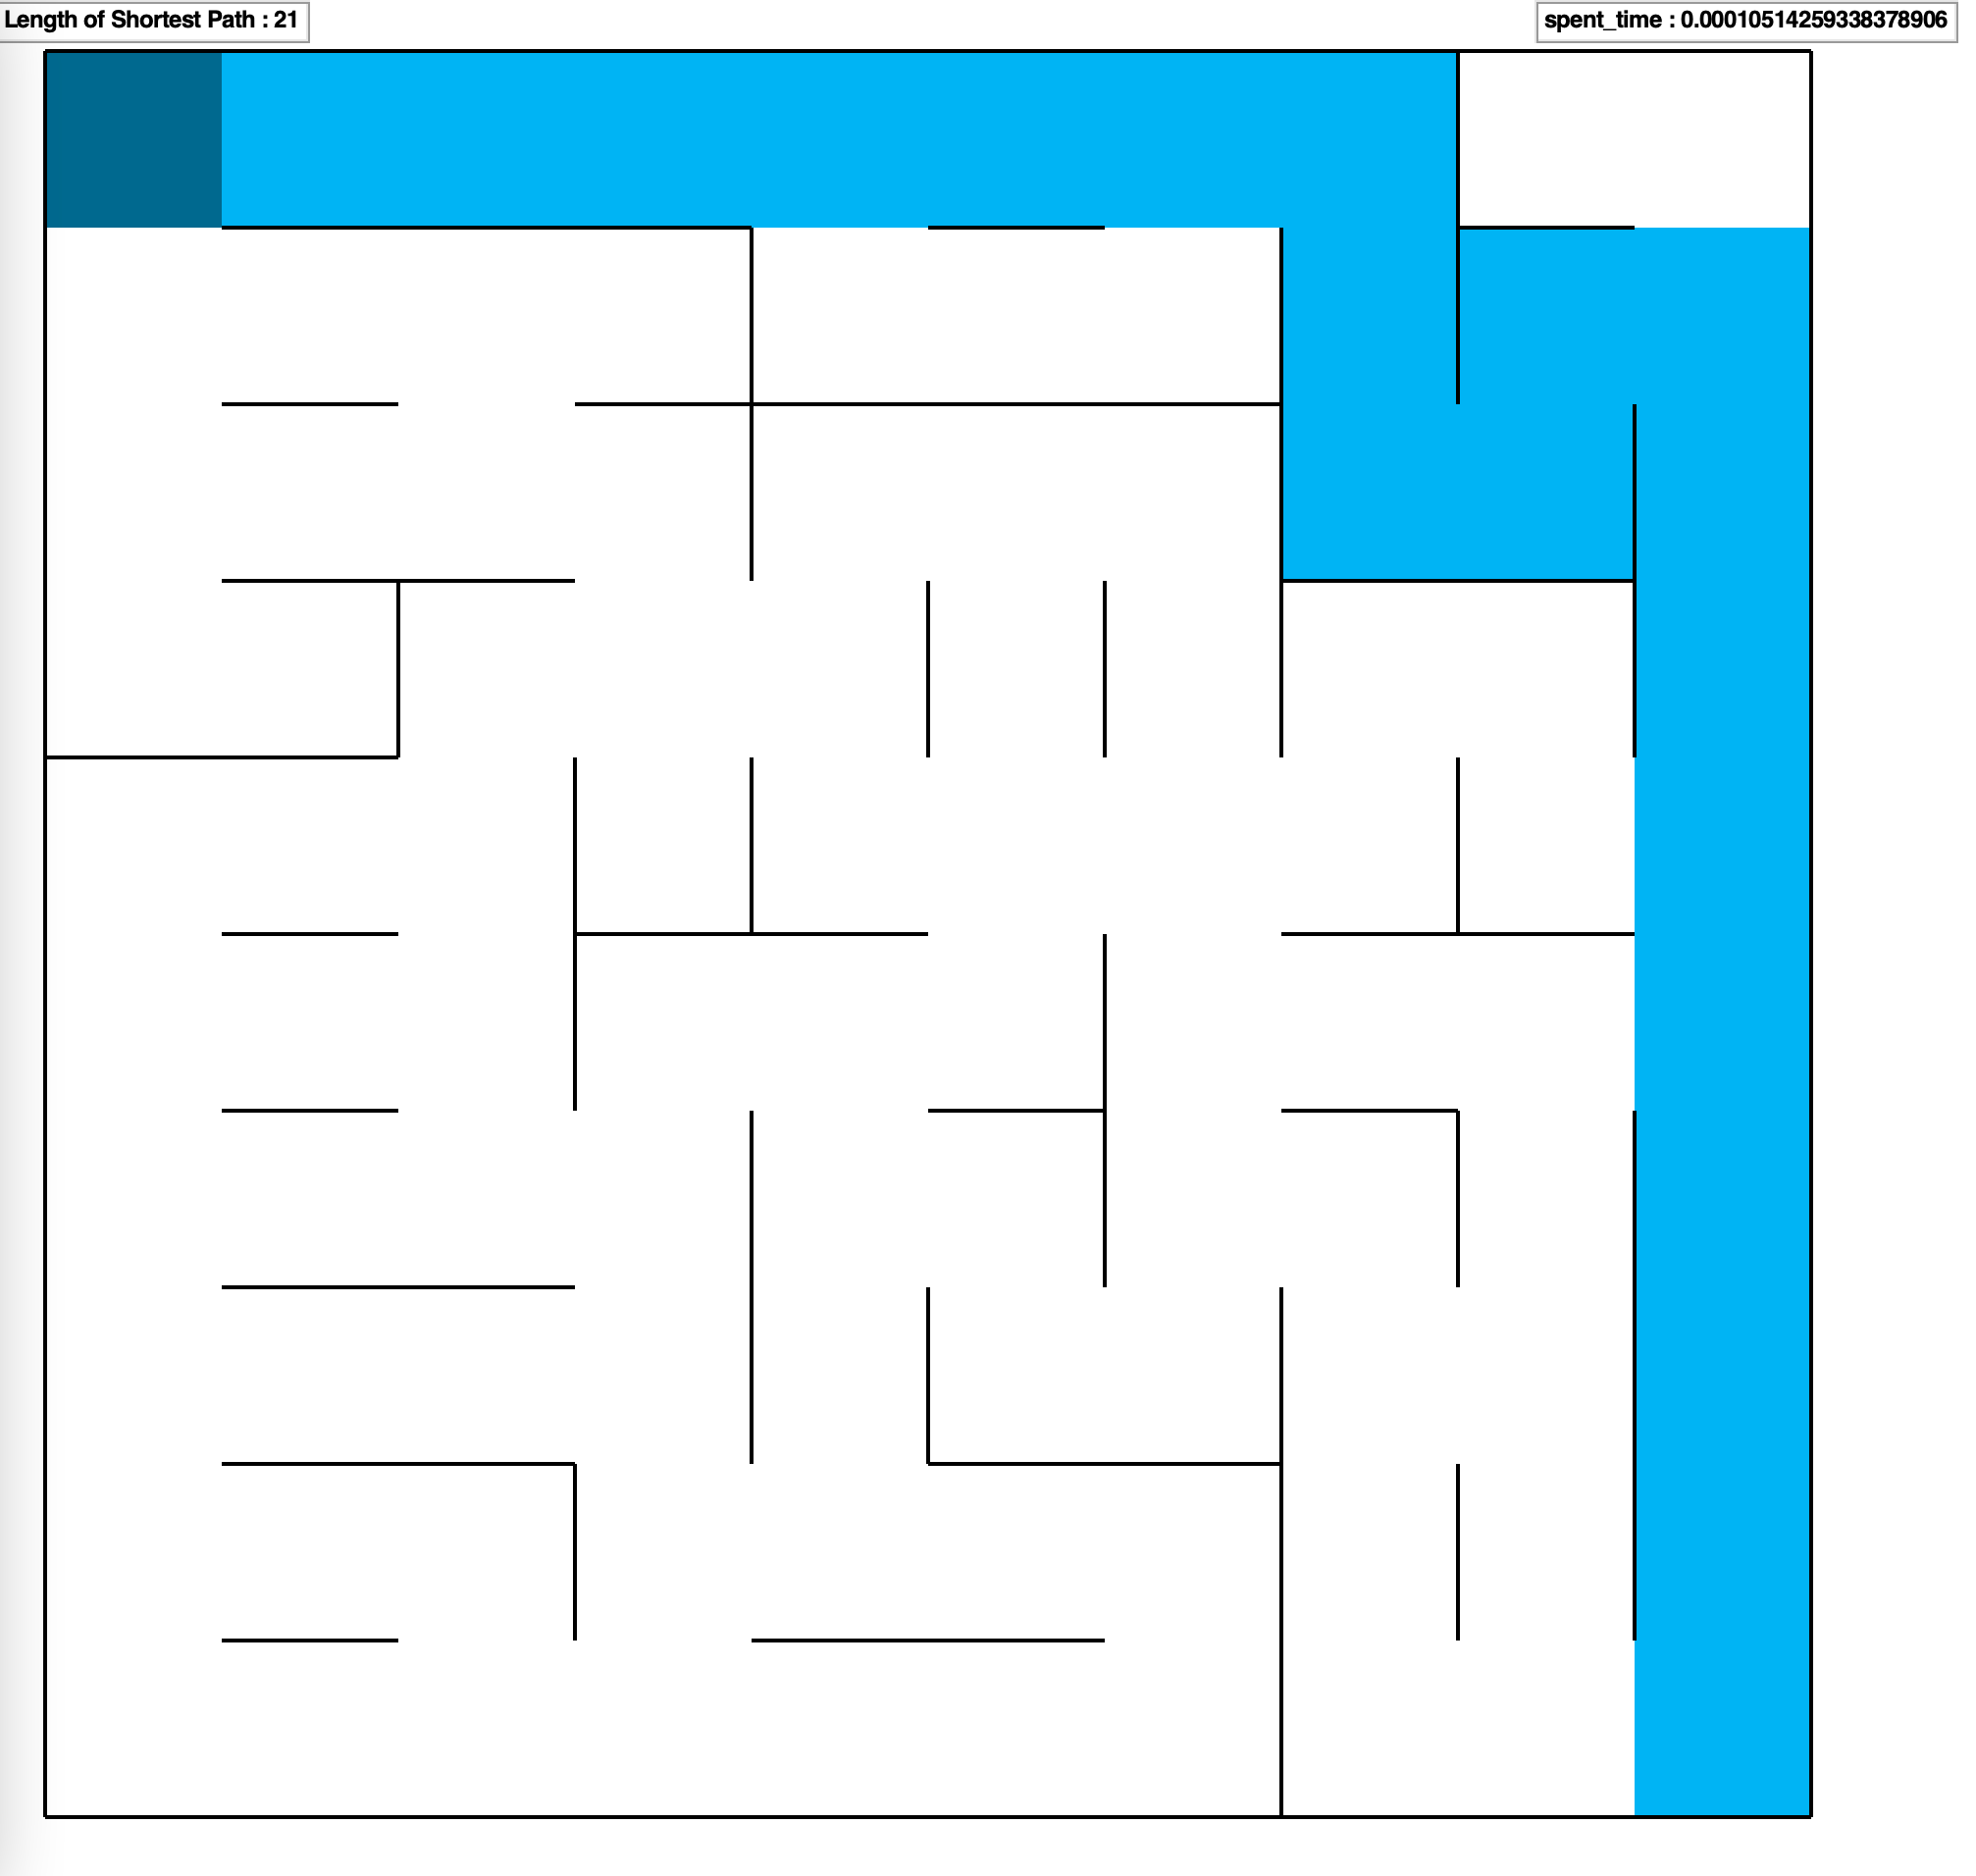 Length of Shortest Path : 21
spent_time : 0.00010514259338378906